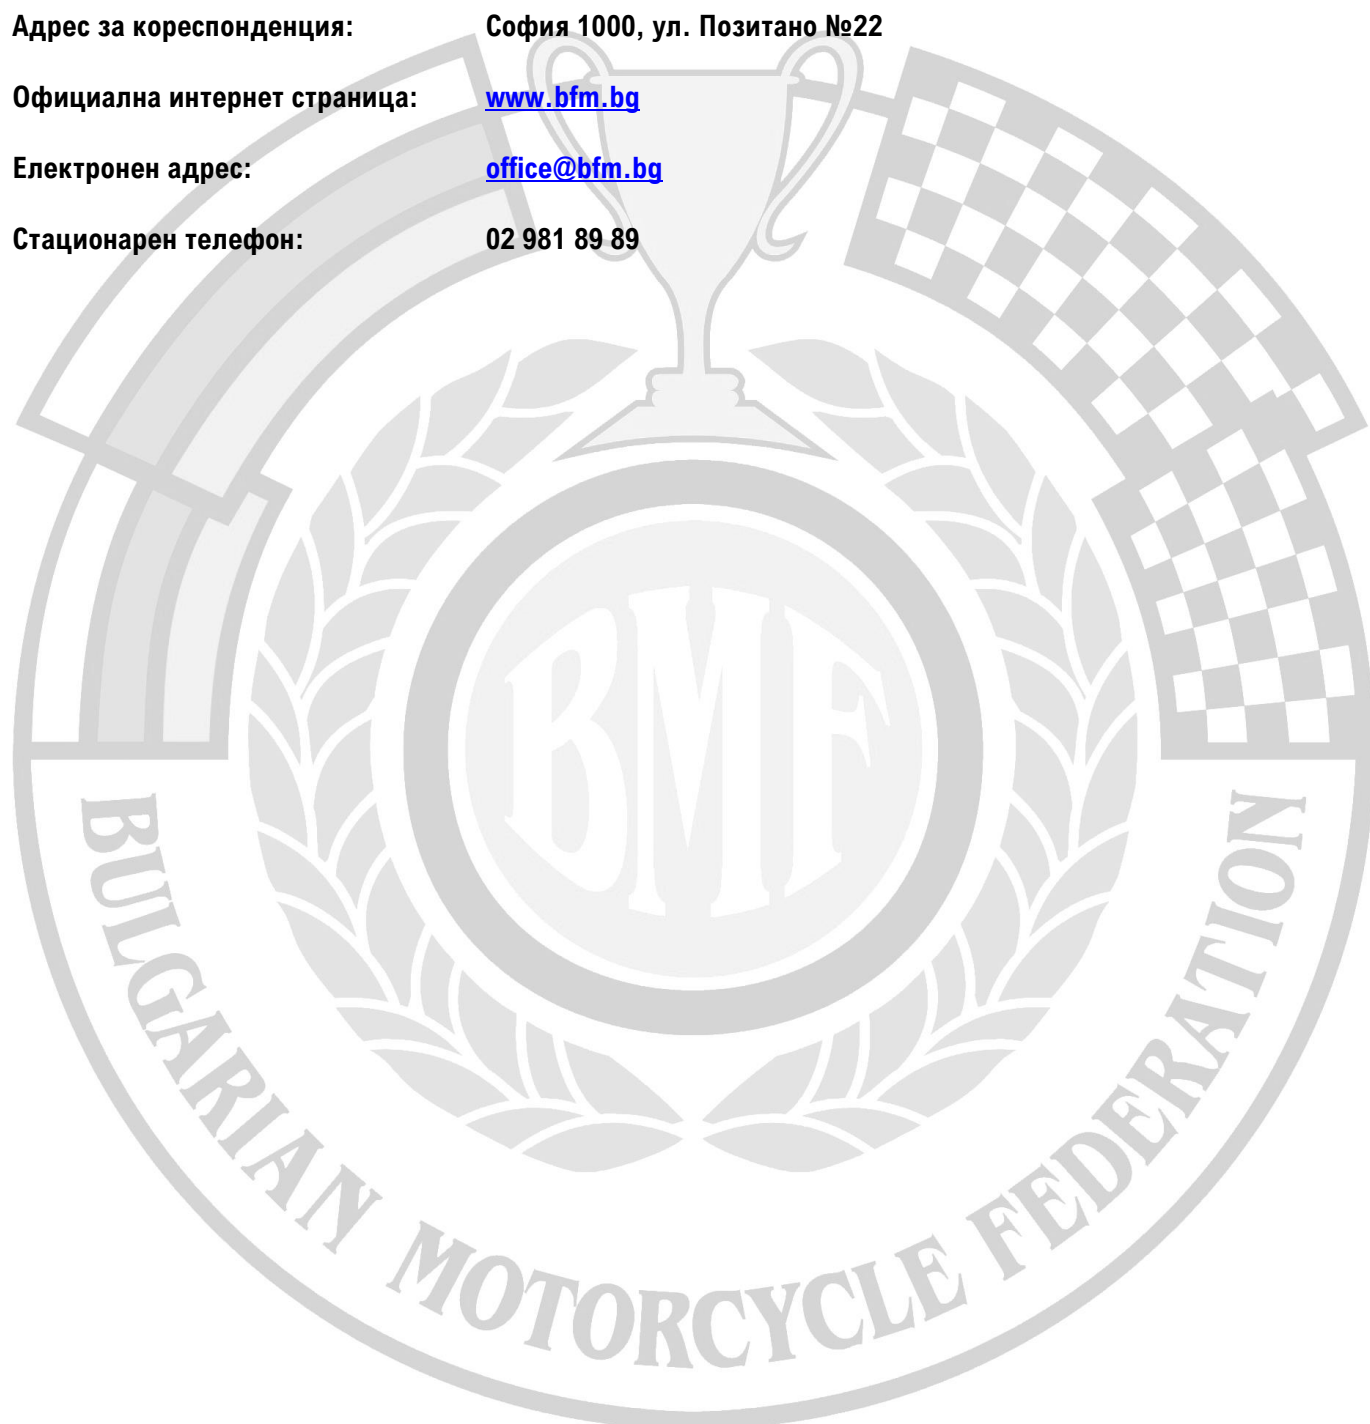 Адрес за кореспонденция: София 1000, ул. Позитано №22
Официална интернет страница: www.bfm.bg
Електронен адрес: office@bfm.bg
Стационарен телефон: 02 981 89 89
BMF
BULGARIAN MOTORCYCLE FEDERATION